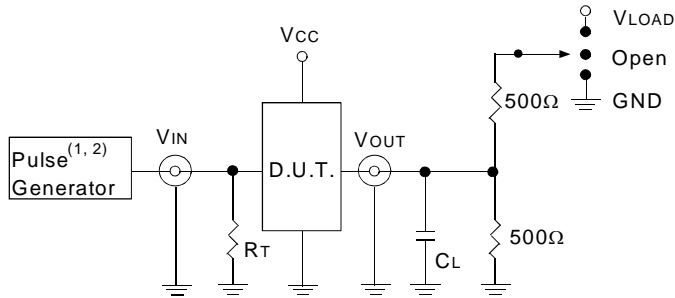 VLOAD
VCC
Open
500Ω
GND
VIN
VOUT
Pulse(1, 2)
Generator
D.U.T.
RT
CL
500Ω